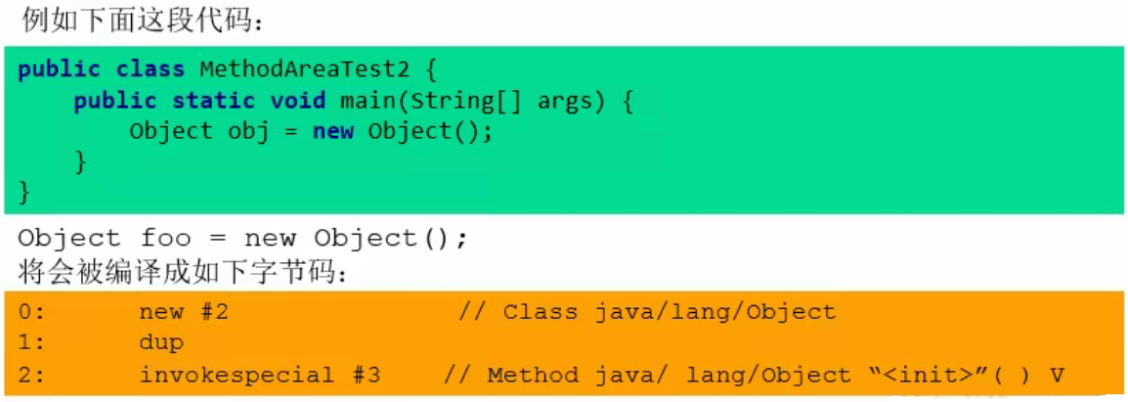 例如下面这段代码：
public class MethodAreaTest2 {
    public static void main(String[] args) {
        Object obj = new Object();
    }
}
Object foo = new Object();
将会被编译成如下字节码：
0:      new #2               // Class java/lang/Object
1:      dup
2:      invokespecial #3    // Method java/ lang/Object “<init>”( ) V